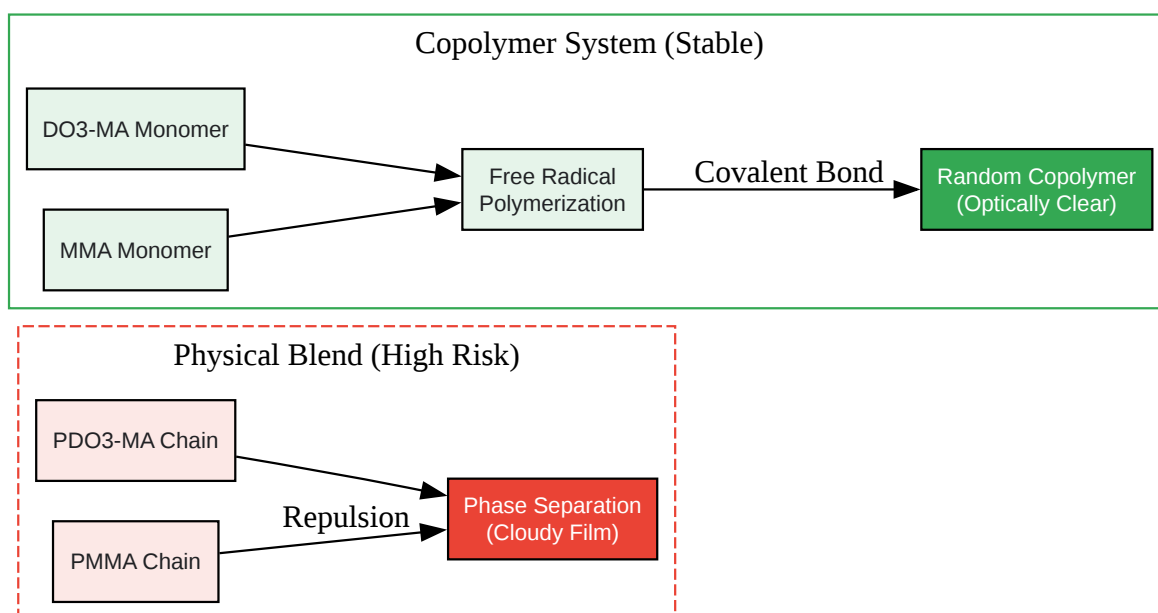 Copolymer System (Stable)
DO3-MA Monomer
MMA Monomer
Free Radical
Polymerization
Covalent Bond
Random Copolymer
(Optically Clear)
Physical Blend (High Risk)
PDO3-MA Chain
PMMA Chain
Repulsion
Phase Separation
(Cloudy Film)